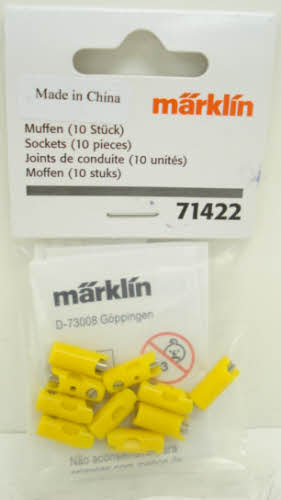 Made in China
märklin
Muffen (10 Stück)
Sockets (10 pieces)
Joints de conduite (10 unités)
Moffen (10 stuks)
71422
märklin
D-73008 Göppingen
3
Não